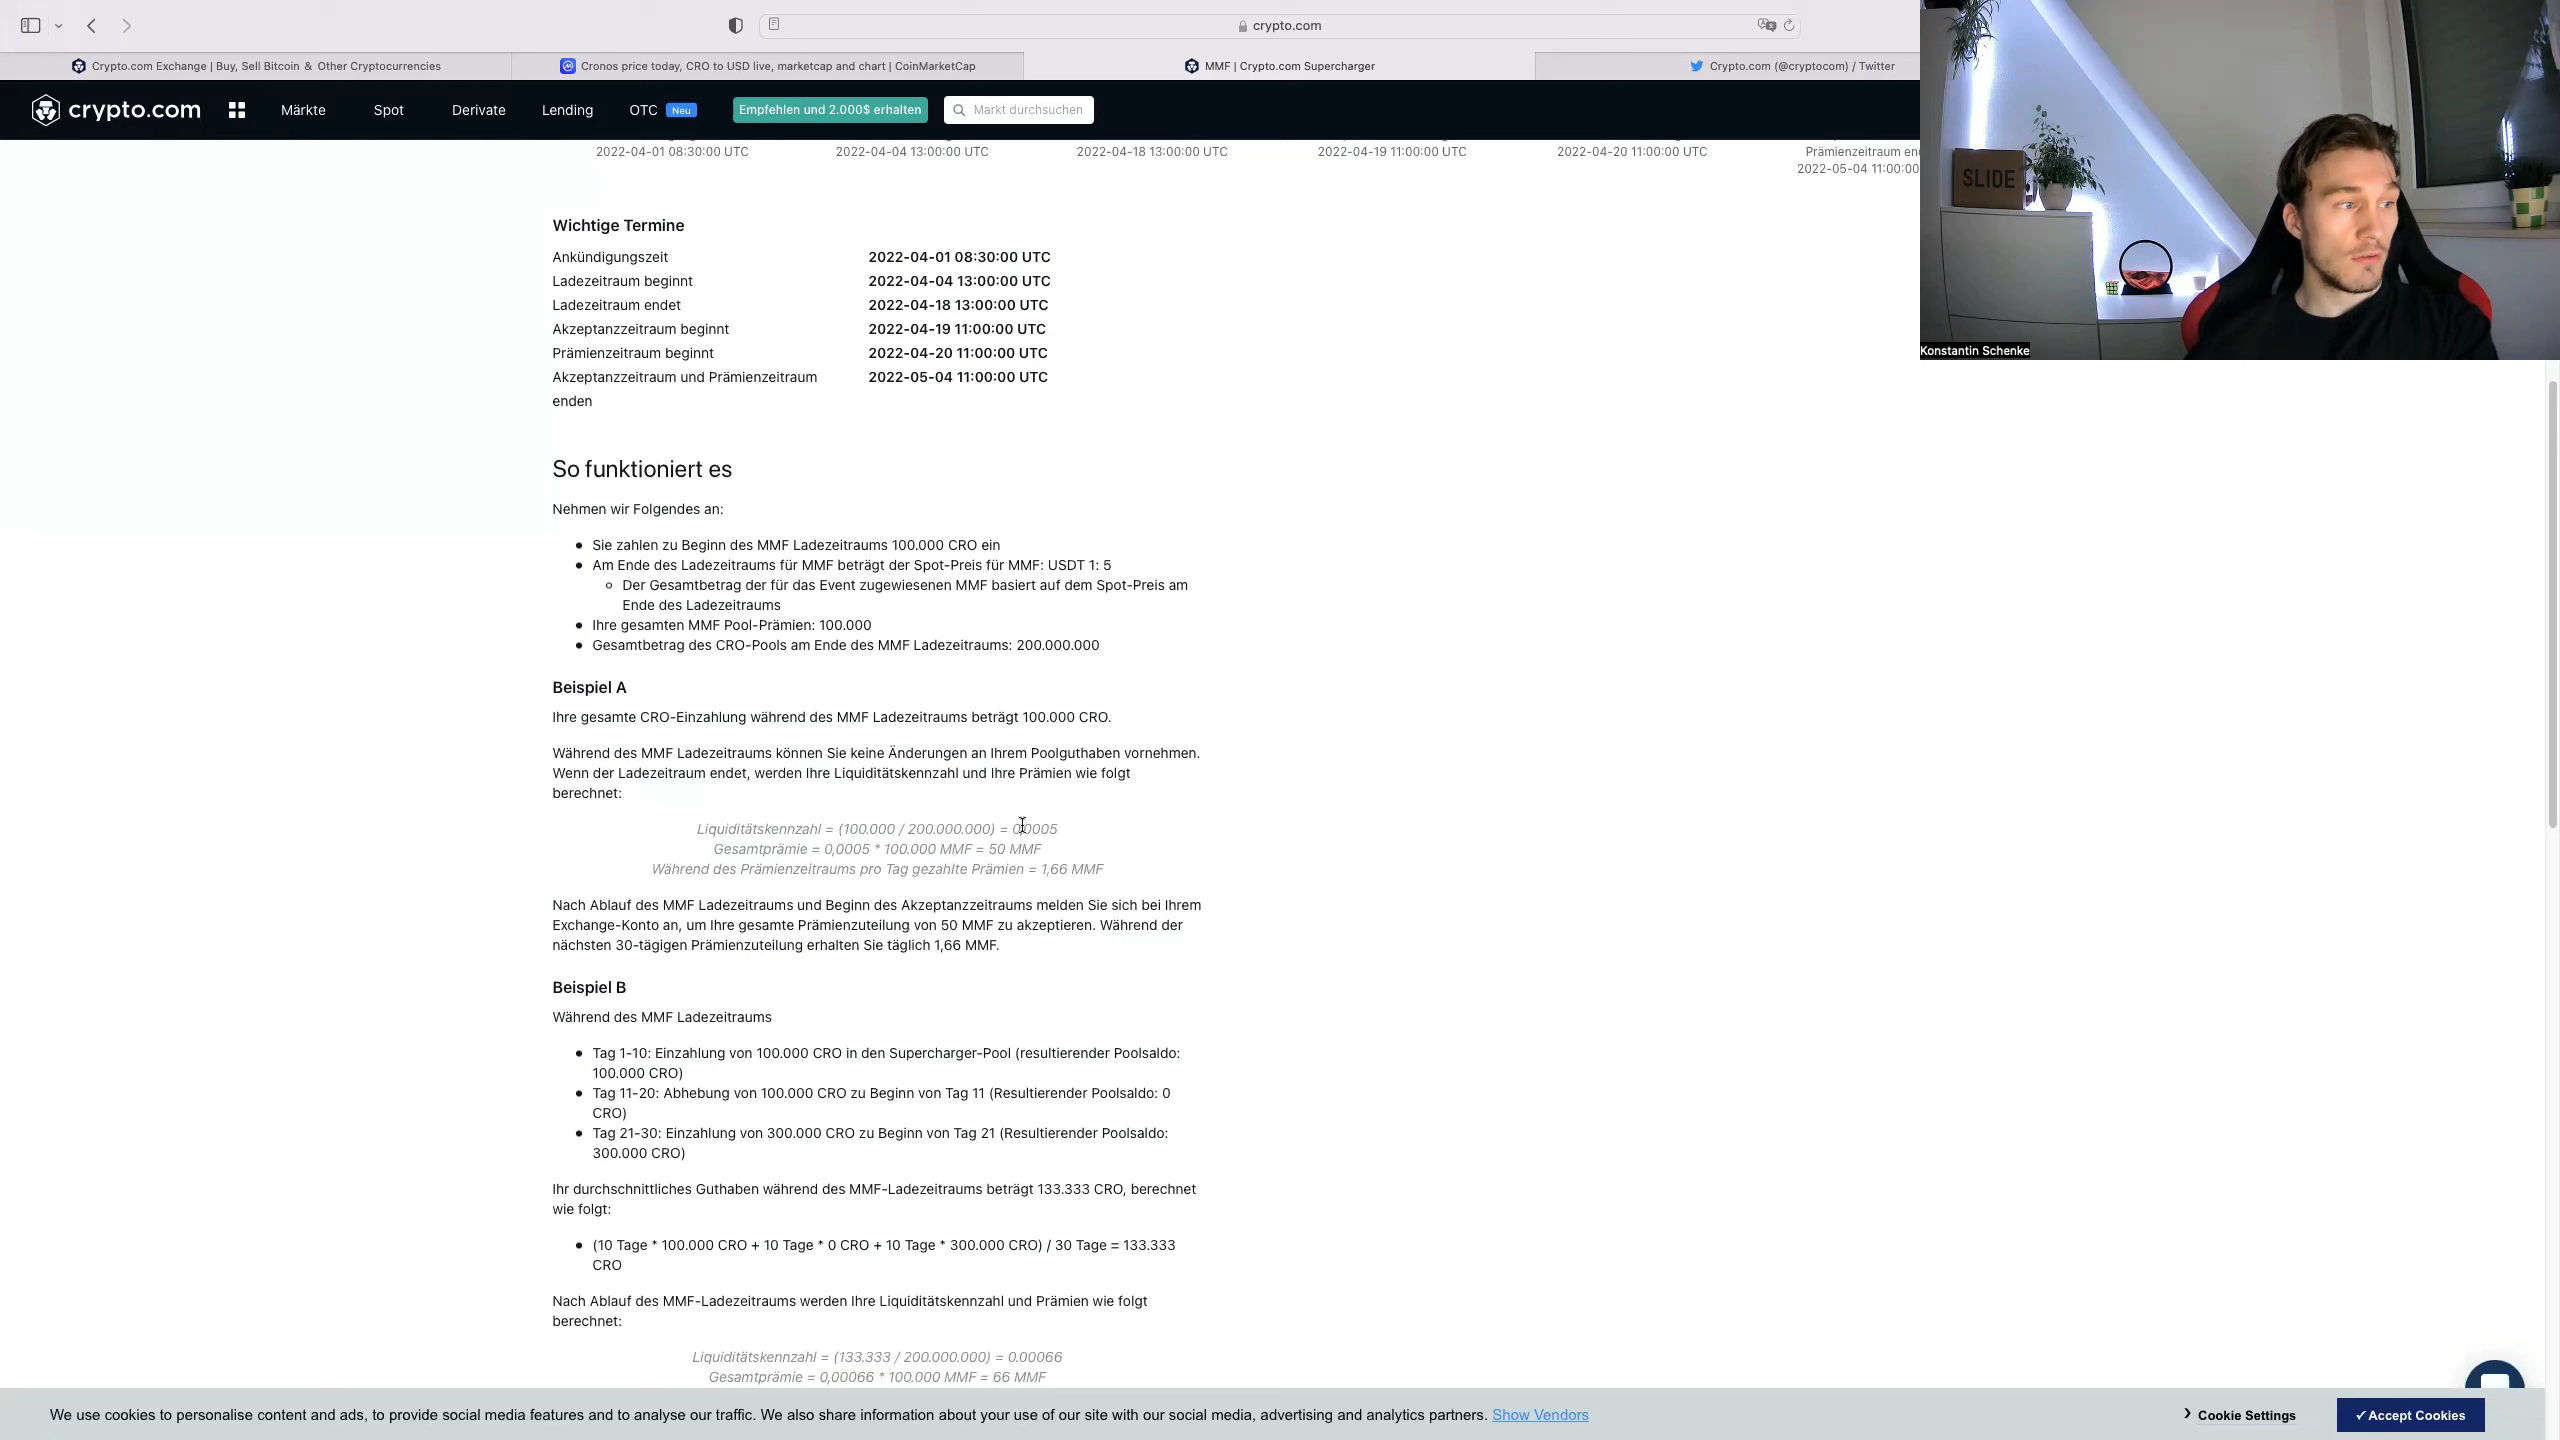 crypto.com
Crypto.com Exchange | Buy, Sell Bitcoin & Other Cryptocurrencies
Cronos price today, CRO to USD live, marketcap and chart | CoinMarketCap
MMF | Crypto.com Supercharger
Crypto.com (@cryptocom) / Twitter
crypto.com
Märkte
Spot
Derivate
Lending
OTC
Neu
Empfehlen und 2.000$ erhalten
Markt durchsuchen
2022-04-01 08:30:00 UTC
2022-04-04 13:00:00 UTC
2022-04-18 13:00:00 UTC
2022-04-19 11:00:00 UTC
2022-04-20 11:00:00 UTC
Prämienzeitraum en
2022-05-04 11:00:00
SLIDE
Konstantin Schenke
Wichtige Termine
Ankündigungszeit 2022-04-01 08:30:00 UTC
Ladezeitraum beginnt 2022-04-04 13:00:00 UTC
Ladezeitraum endet 2022-04-18 13:00:00 UTC
Akzeptanzzeitraum beginnt 2022-04-19 11:00:00 UTC
Prämienzeitraum beginnt 2022-04-20 11:00:00 UTC
Akzeptanzzeitraum und Prämienzeitraum 2022-05-04 11:00:00 UTC
enden
So funktioniert es
Nehmen wir Folgendes an:
Sie zahlen zu Beginn des MMF Ladezeitraums 100.000 CRO ein
Am Ende des Ladezeitraums für MMF beträgt der Spot-Preis für MMF: USDT 1: 5
Der Gesamtbetrag der für das Event zugewiesenen MMF basiert auf dem Spot-Preis am
Ende des Ladezeitraums
Ihre gesamten MMF Pool-Prämien: 100.000
Gesamtbetrag des CRO-Pools am Ende des MMF Ladezeitraums: 200.000.000
Beispiel A
Ihre gesamte CRO-Einzahlung während des MMF Ladezeitraums beträgt 100.000 CRO.
Während des MMF Ladezeitraums können Sie keine Änderungen an Ihrem Poolguthaben vornehmen.
Wenn der Ladezeitraum endet, werden Ihre Liquiditätskennzahl und Ihre Prämien wie folgt
berechnet:
Liquiditätskennzahl = (100.000 / 200.000.000) = 0,0005
Gesamtprämie = 0,0005 * 100.000 MMF = 50 MMF
Während des Prämienzeitraums pro Tag gezahlte Prämien = 1,66 MMF
Nach Ablauf des MMF Ladezeitraums und Beginn des Akzeptanzzeitraums melden Sie sich bei Ihrem
Exchange-Konto an, um Ihre gesamte Prämienzuteilung von 50 MMF zu akzeptieren. Während der
nächsten 30-tägigen Prämienzuteilung erhalten Sie täglich 1,66 MMF.
Beispiel B
Während des MMF Ladezeitraums
Tag 1-10: Einzahlung von 100.000 CRO in den Supercharger-Pool (resultierender Poolsaldo:
100.000 CRO)
Tag 11-20: Abhebung von 100.000 CRO zu Beginn von Tag 11 (Resultierender Poolsaldo: 0
CRO)
Tag 21-30: Einzahlung von 300.000 CRO zu Beginn von Tag 21 (Resultierender Poolsaldo:
300.000 CRO)
Ihr durchschnittliches Guthaben während des MMF-Ladezeitraums beträgt 133.333 CRO, berechnet
wie folgt:
(10 Tage * 100.000 CRO + 10 Tage * 0 CRO + 10 Tage * 300.000 CRO) / 30 Tage = 133.333
CRO
Nach Ablauf des MMF-Ladezeitraums werden Ihre Liquiditätskennzahl und Prämien wie folgt
berechnet:
Liquiditätskennzahl = (133.333 / 200.000.000) = 0.00066
Gesamtprämie = 0,00066 * 100.000 MMF = 66 MMF
We use cookies to personalise content and ads, to provide social media features and to analyse our traffic. We also share information about your use of our site with our social media, advertising and analytics partners. Show Vendors
Cookie Settings
✓Accept Cookies